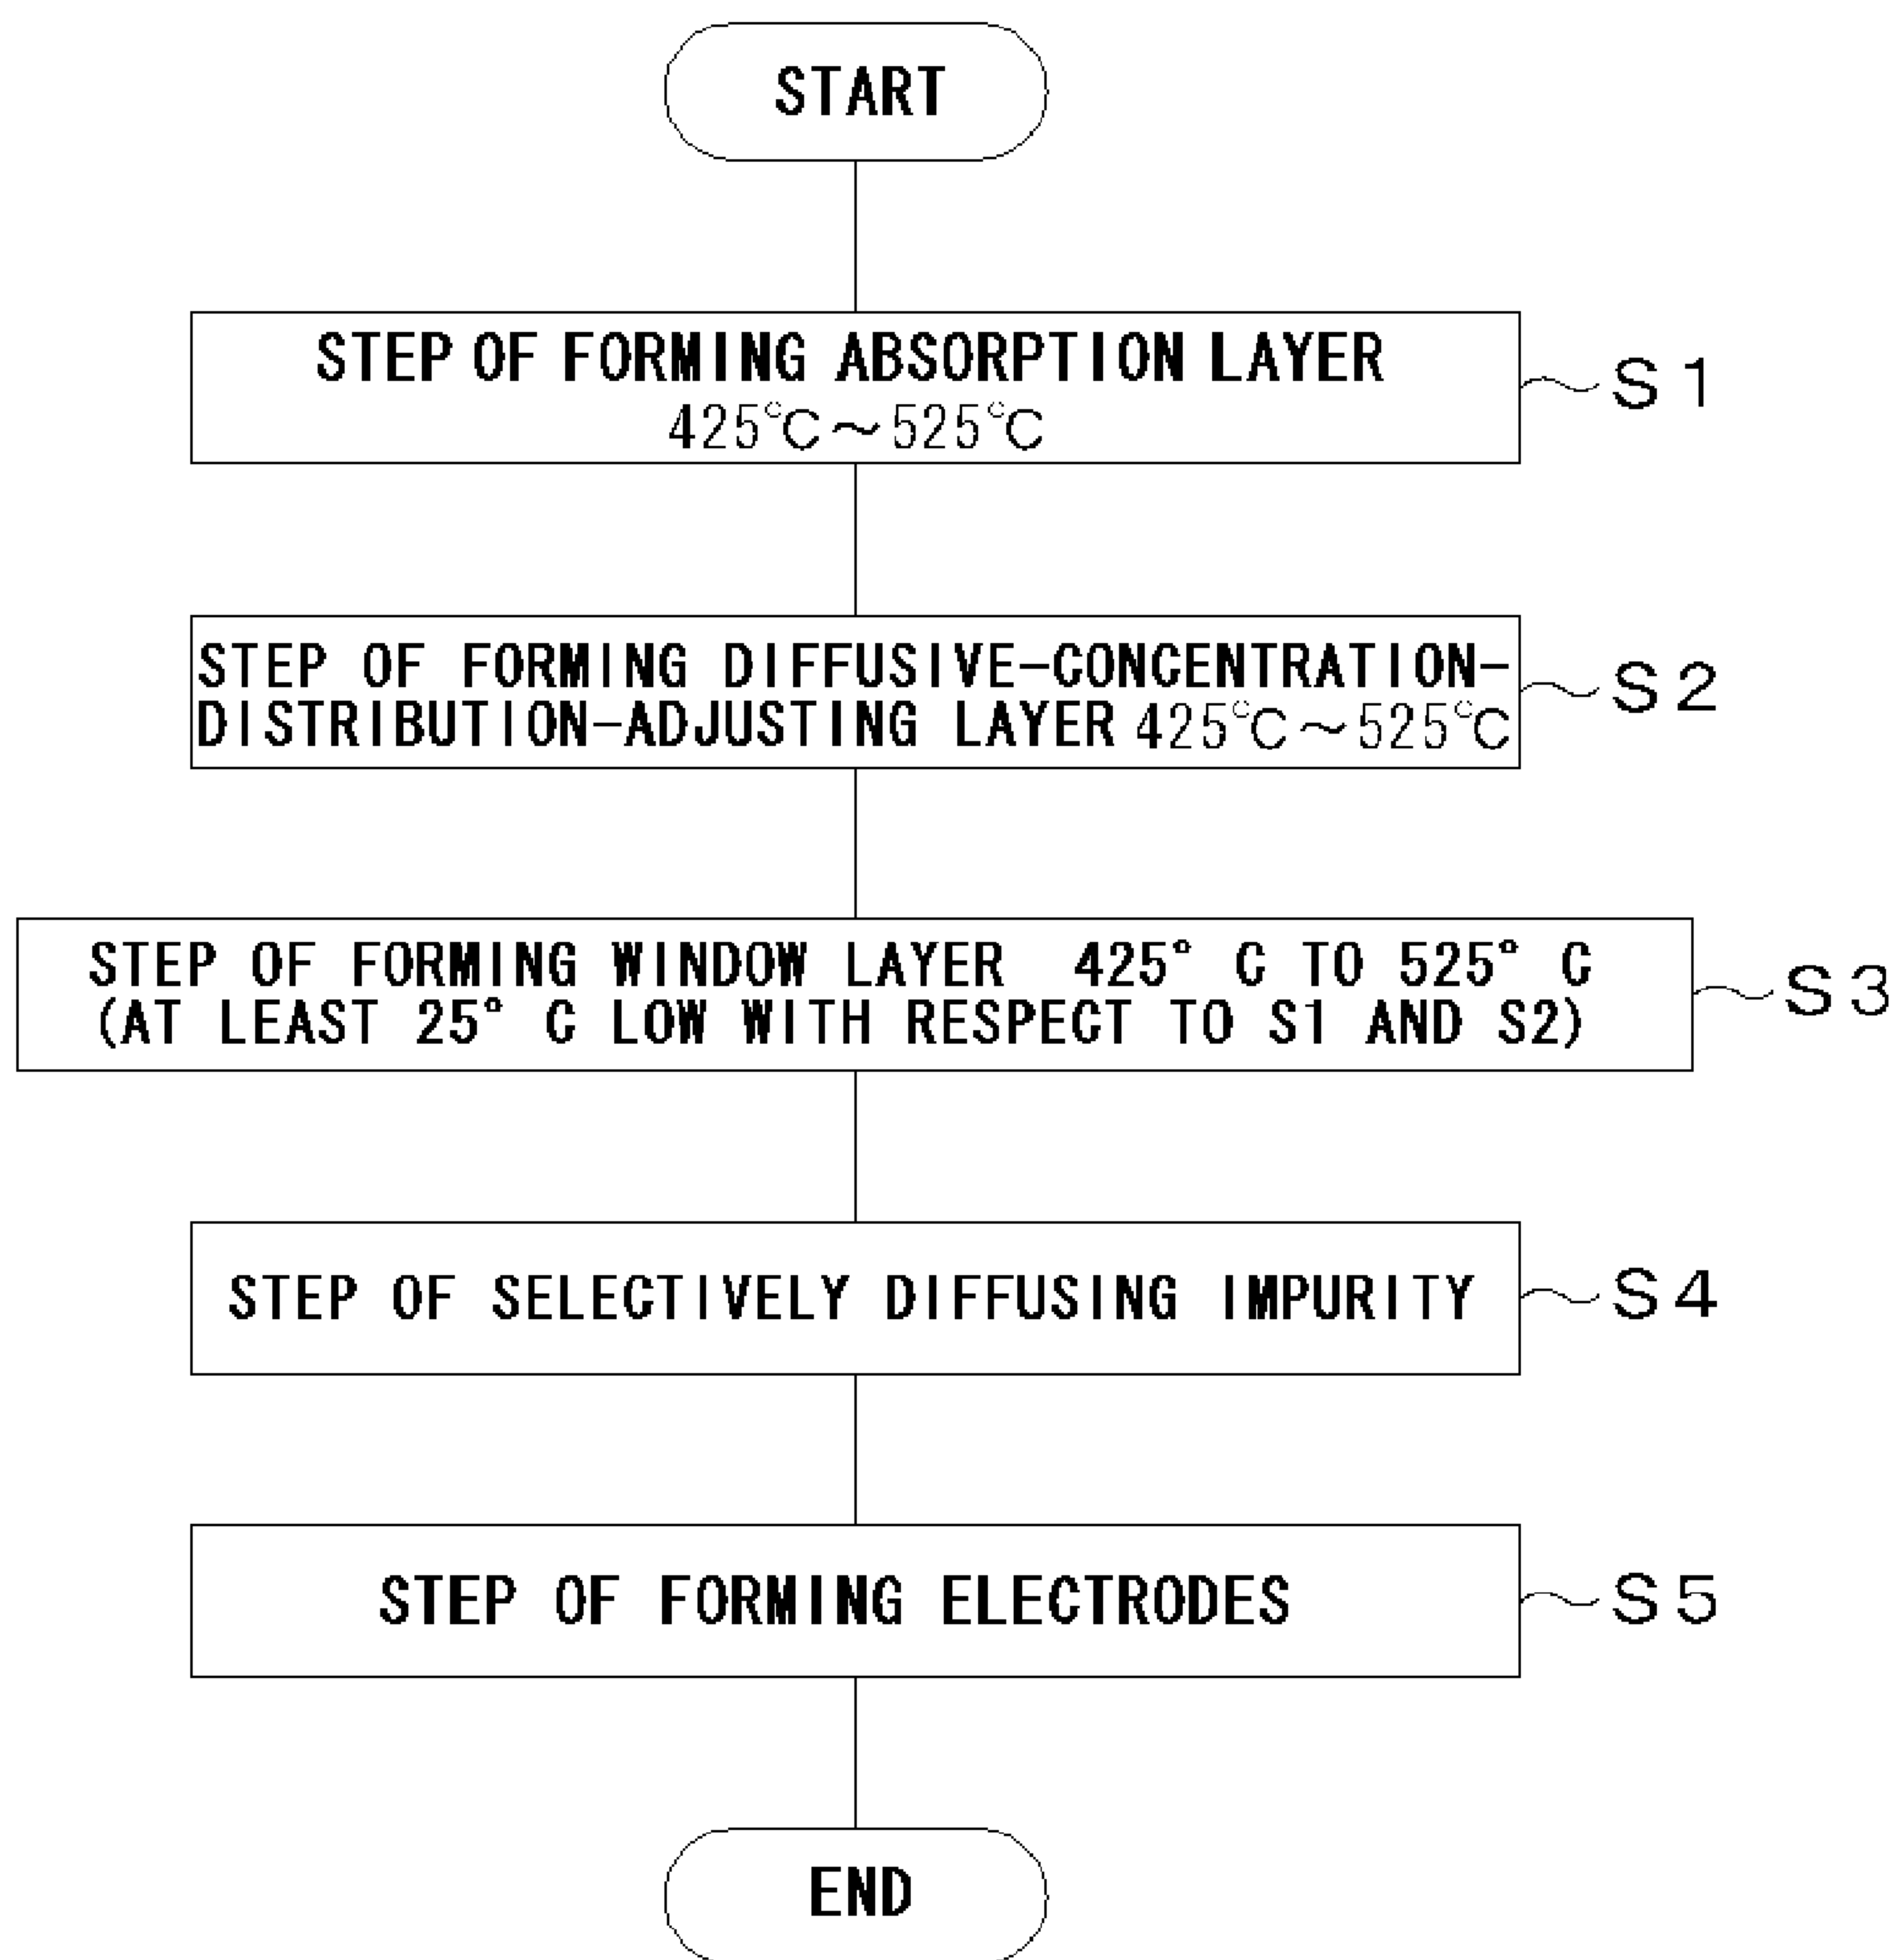 START
STEP OF FORMING ABSORPTION LAYER
425℃～525℃
S1
STEP OF FORMING DIFFUSIVE-CONCENTRATION-
DISTRIBUTION-ADJUSTING LAYER 425℃～525℃
S2
STEP OF FORMING WINDOW LAYER 425° C TO 525° C
(AT LEAST 25° C LOW WITH RESPECT TO S1 AND S2)
S3
STEP OF SELECTIVELY DIFFUSING IMPURITY
S4
STEP OF FORMING ELECTRODES
S5
END